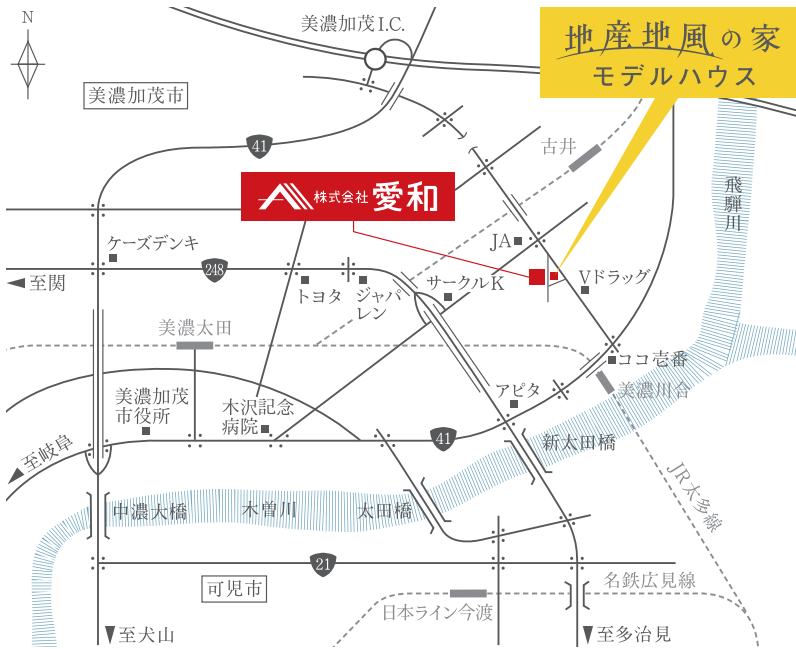 N
美濃加茂I.C.
地産地風の家
モデルハウス
美濃加茂市
41
古井
株式会社 愛和
飛騨川
JA
ケーズデンキ
248
至関
トヨタ
ジャパ
レン
サークルK
Vドラッグ
美濃太田
ココ壱番
美濃川合
美濃加茂
市役所
木沢記念
病院
アピタ
41
新太田橋
至岐阜
JR太多線
中濃大橋
木曽川
太田橋
21
可児市
名鉄広見線
日本ライン今渡
至犬山
至多治見